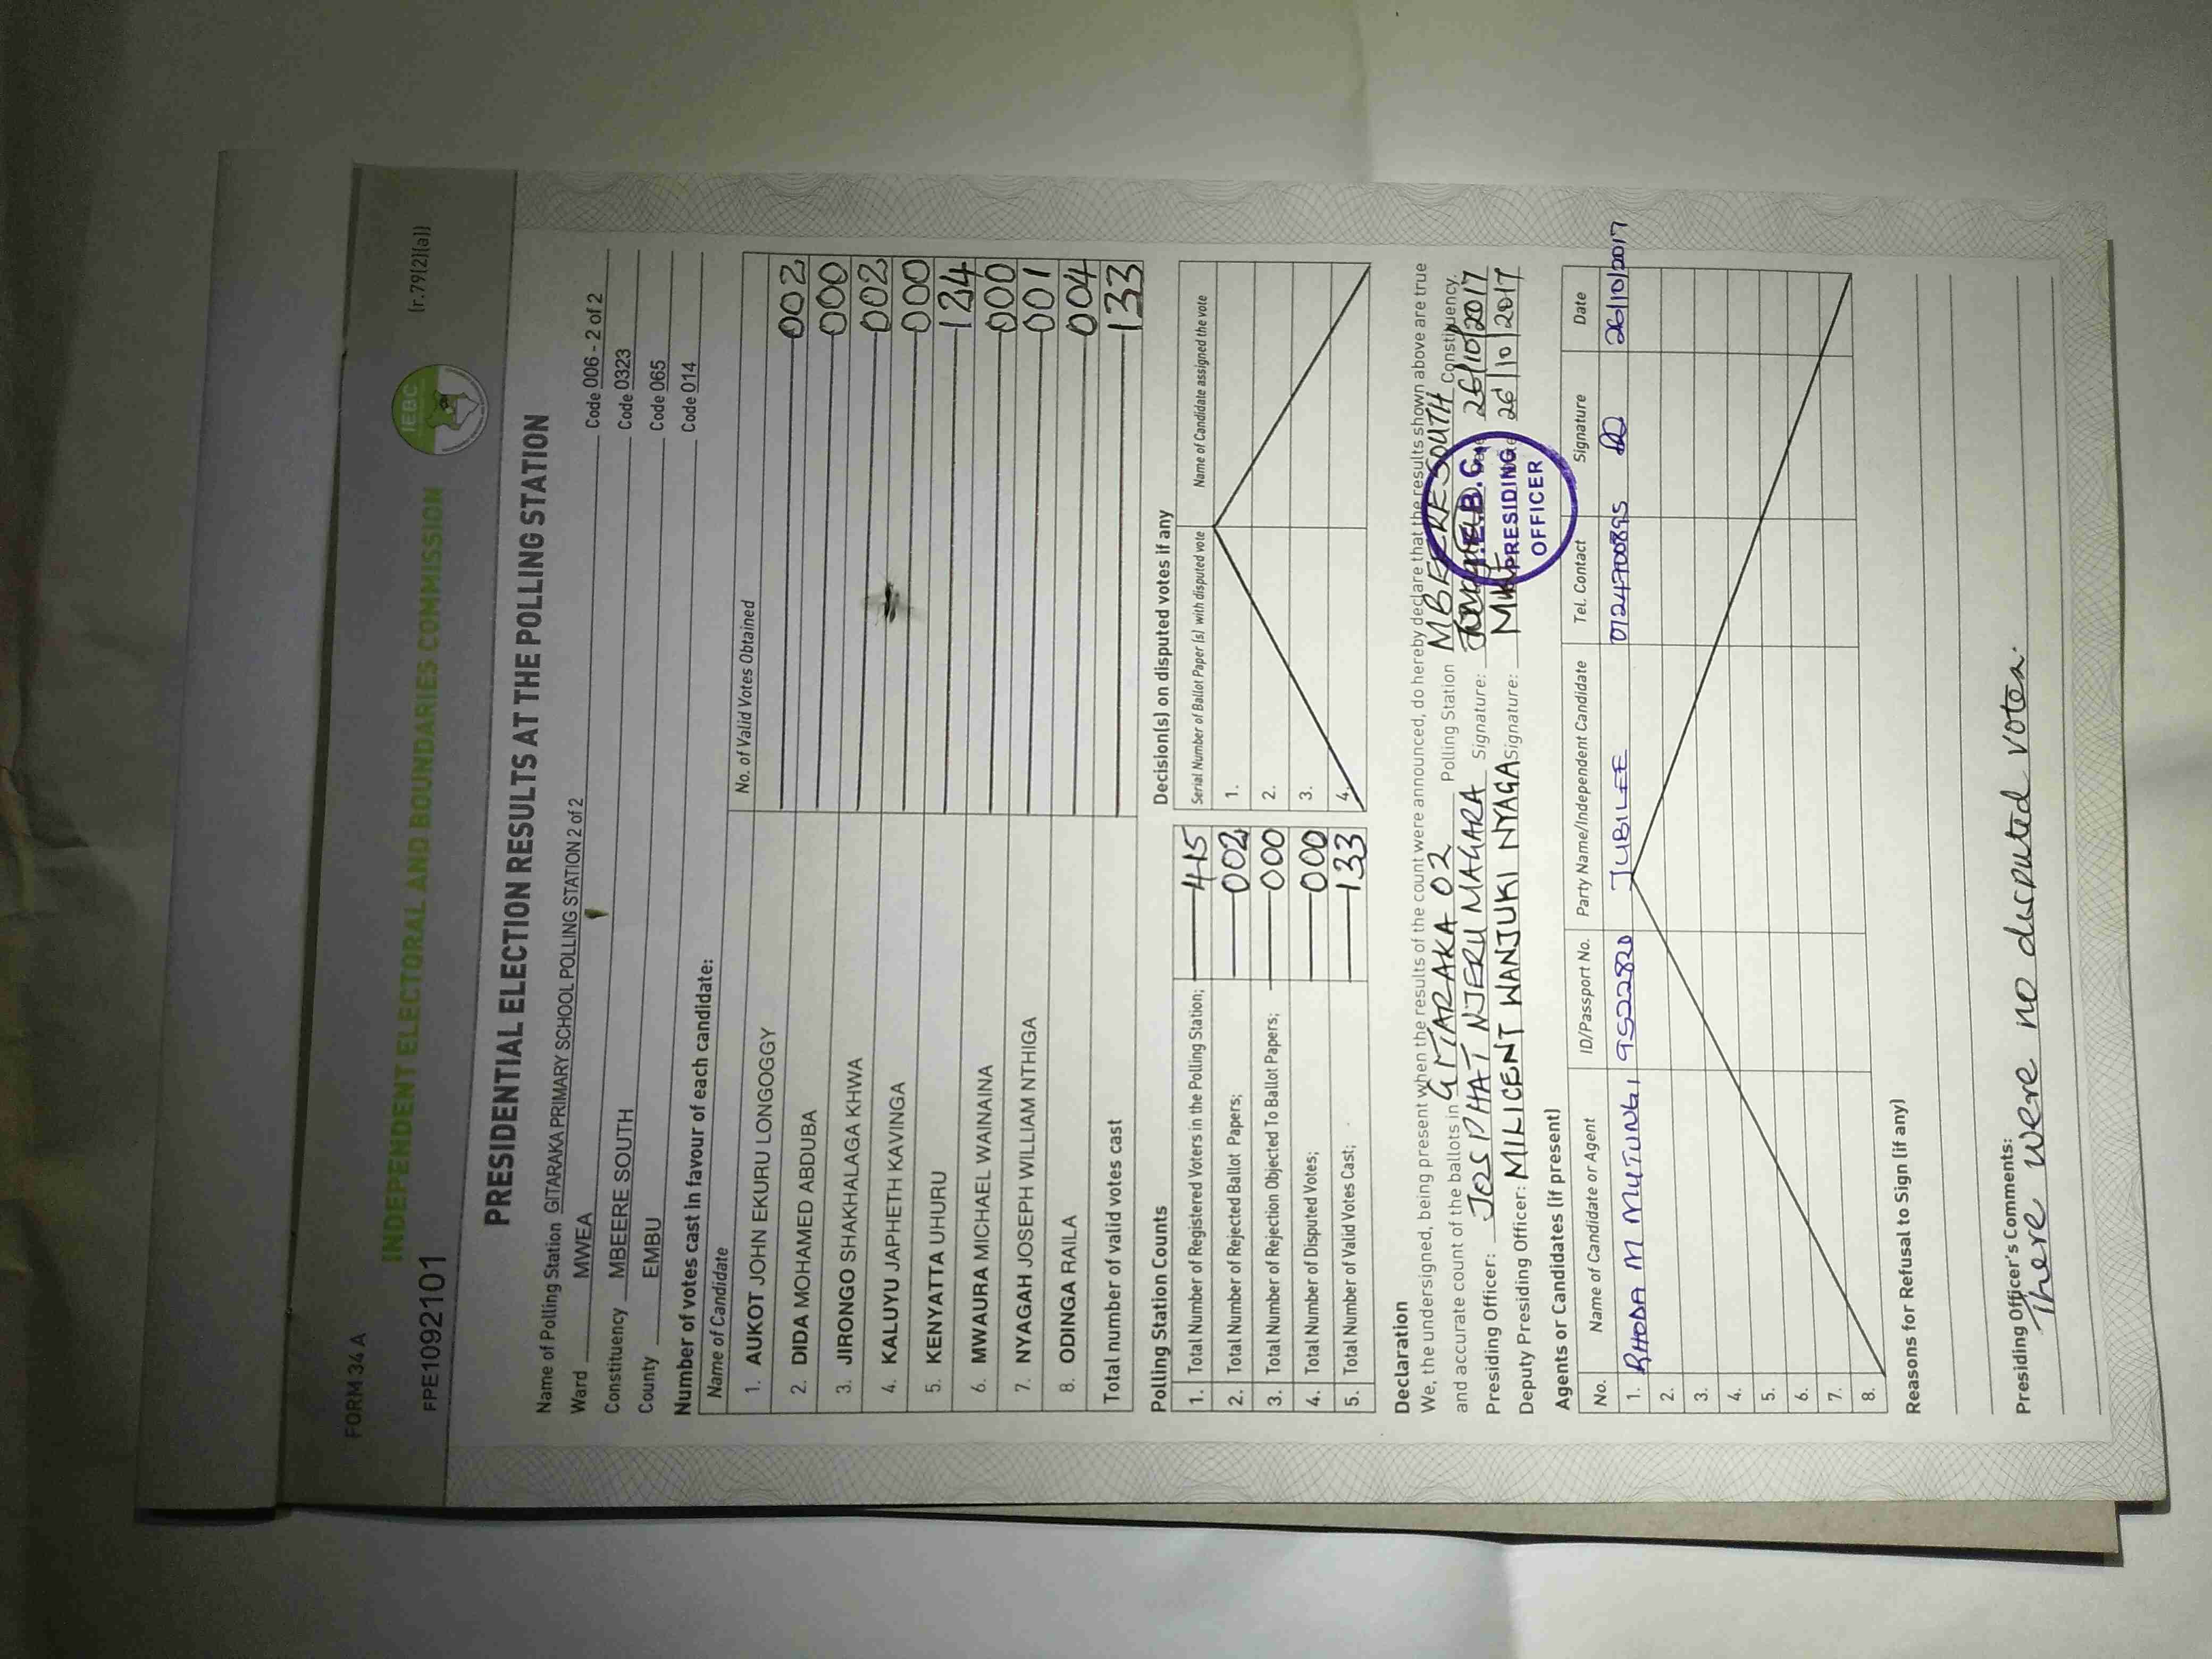 FORM 34 A
(r.79(2)(a))
INDEPENDENT ELECTORAL AND BOUNDARIES COMMISSION
IEBC
FPE1092101
PRESIDENTIAL ELECTION RESULTS AT THE POLLING STATION
Name of Polling Station GITARAKA PRIMARY SCHOOL POLLING STATION 2 of 2 Code 006 - 2 of 2
Ward MWEA Code 0323
Constituency MBEERE SOUTH Code 065
County EMBU Code 014
Number of votes cast in favour of each candidate:
Name of Candidate No. of Valid Votes Obtained
1. AUKOT JOHN EKURU LONGOGGY 002
2. DIDA MOHAMED ABDUBA 000
3. JIRONGO SHAKHALAGA KHWA 002
4. KALUYU JAPHETH KAVINGA 000
5. KENYATTA UHURU 124
6. MWAURA MICHAEL WAINAINA 000
7. NYAGAH JOSEPH WILLIAM NTHIGA 001
8. ODINGA RAILA 004
Total number of valid votes cast 133
Polling Station Counts
1. Total Number of Registered Voters in the Polling Station; 415
2. Total Number of Rejected Ballot Papers; 002
3. Total Number of Rejection Objected To Ballot Papers; 000
4. Total Number of Disputed Votes; 000
5. Total Number of Valid Votes Cast; 133
Decision(s) on disputed votes if any
Serial Number of Ballot Paper (s) with disputed vote Name of Candidate assigned the vote
1.
2.
3.
4.
Declaration
We, the undersigned, being present when the results of the count were announced, do hereby declare that the results shown above are true
and accurate count of the ballots in GITARAKA 02 Polling Station MBEERE SOUTH Constituency.
Presiding Officer: JOSPHAT NJERU MAGARA Signature: 26/10/2017
Deputy Presiding Officer: MILICENT WANJUKI NYAGA Signature: 26/10/2017
I.E.B.C.
PRESIDING
OFFICER
Agents or Candidates (if present)
No. Name of Candidate or Agent ID/Passport No. Party Name/Independent Candidate Tel. Contact Signature Date
1. RHODA M MUTUNGI 9522820 JUBILEE 0724700895 26/10/2017
2.
3.
4.
5.
6.
7.
8.
Reasons for Refusal to Sign (if any)
Presiding Officer's Comments:
There were no disputed votes.